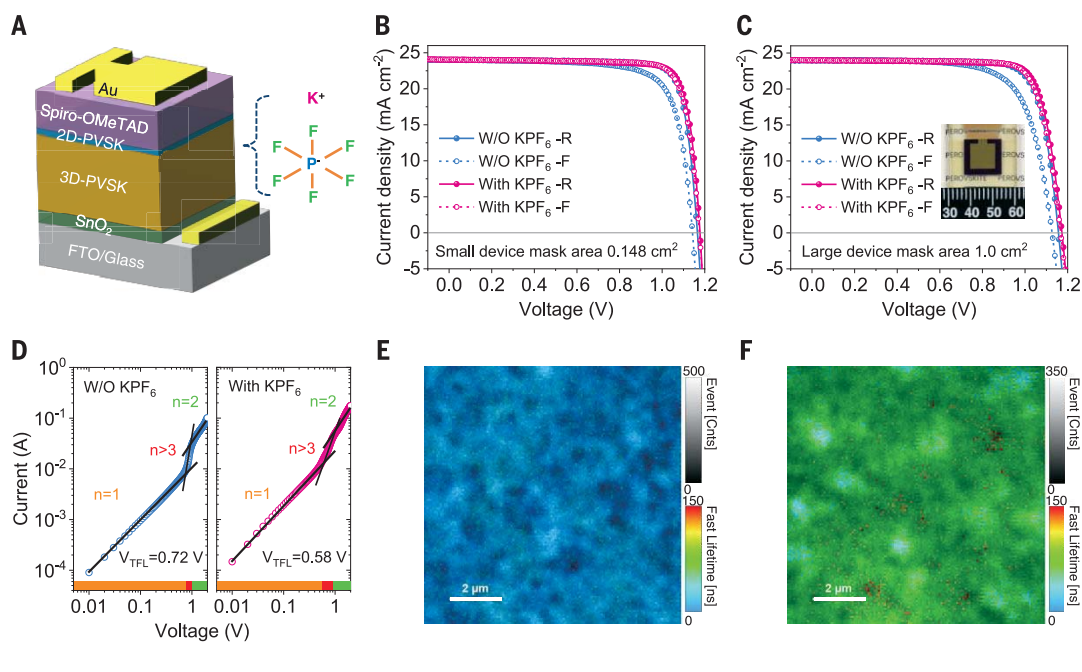 A
Au
Spiro-OMeTAD
2D-PVSK
3D-PVSK
SnO2
FTO/Glass
K+
F
F F
P-
F F
F
B
Current density (mA cm-2)
25
20
15
10
5
0
-5
W/O KPF6 -R
W/O KPF6 -F
With KPF6 -R
With KPF6 -F
Small device mask area 0.148 cm2
0.0 0.2 0.4 0.6 0.8 1.0 1.2
Voltage (V)
C
Current density (mA cm-2)
25
20
15
10
5
0
-5
W/O KPF6 -R
W/O KPF6 -F
With KPF6 -R
With KPF6 -F
PEROVS
PEROVSKITE PEROVS
30 40 50 60
Large device mask area 1.0 cm2
0.0 0.2 0.4 0.6 0.8 1.0 1.2
Voltage (V)
D
Current (A)
100
10-1
10-2
10-3
10-4
W/O KPF6
n=2
n>3
n=1
VTFL=0.72 V
With KPF6
n=2
n>3
n=1
VTFL=0.58 V
0.01 0.1 1 0.01 0.1 1
Voltage (V)
E
2 µm
500
Event [Cnts]
0
150
Fast Lifetime [ns]
0
F
2 µm
350
Event [Cnts]
0
150
Fast Lifetime [ns]
0